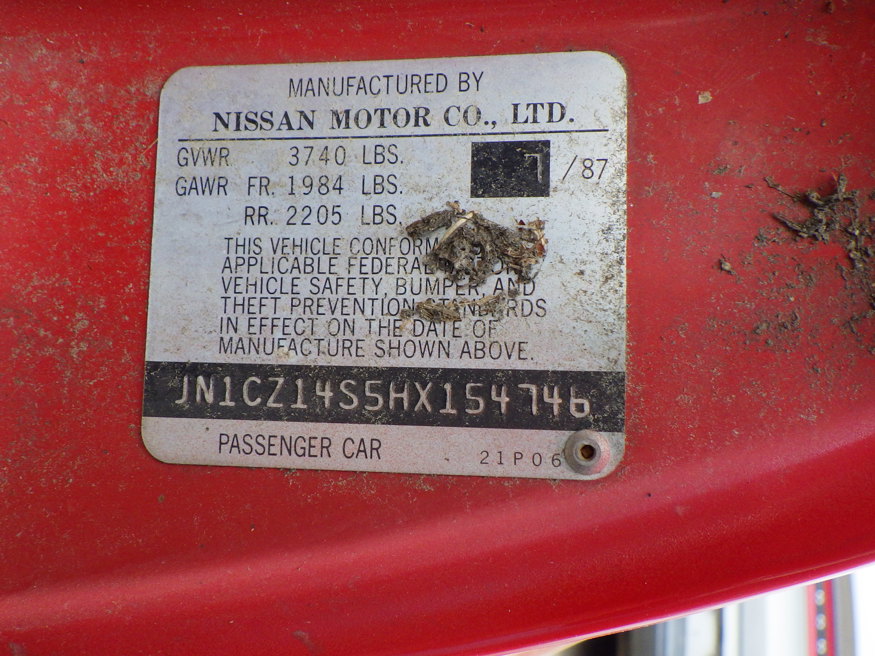 MANUFACTURED BY
NISSAN MOTOR CO., LTD.
GVWR 3740 LBS. 7 /87
GAWR FR. 1984 LBS.
RR. 2205 LBS.
THIS VEHICLE CONFORM
APPLICABLE FEDERAL
VEHICLE SAFETY, BUMPER, AND
THEFT PREVENTION STANDARDS
IN EFFECT ON THE DATE OF
MANUFACTURE SHOWN ABOVE.
JN1CZ14S5HX154746
PASSENGER CAR 21P06